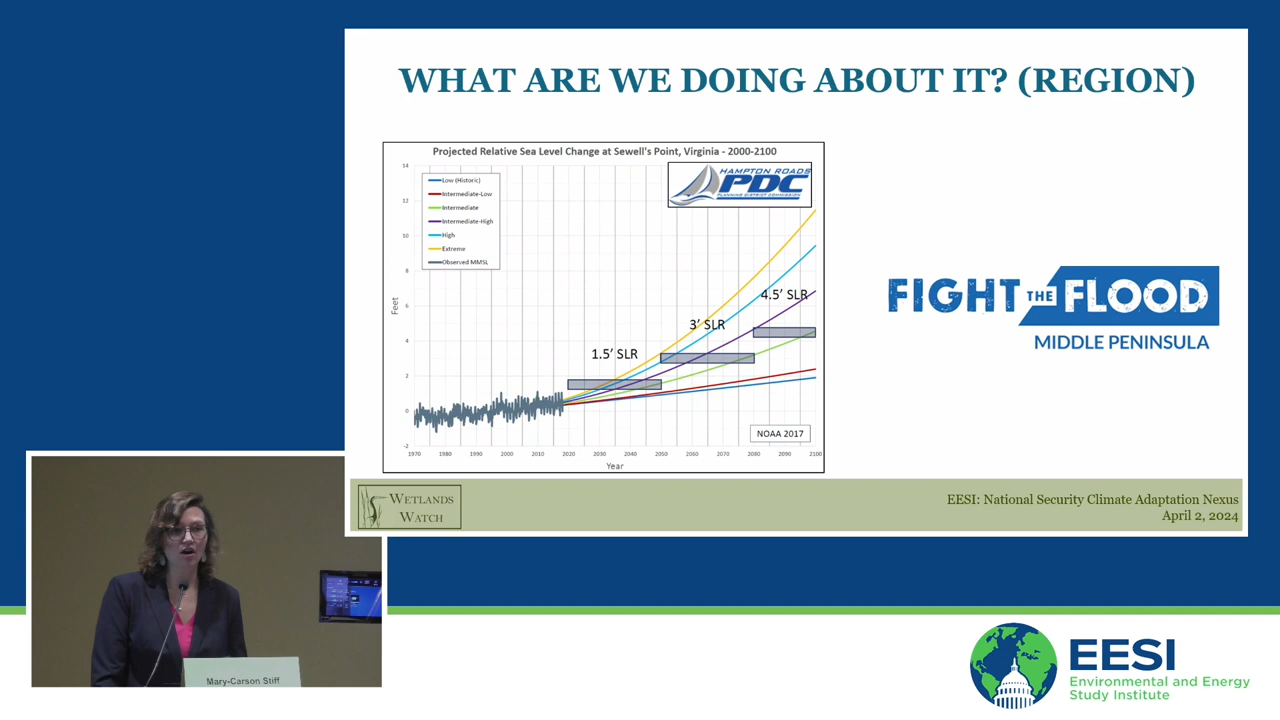 WHAT ARE WE DOING ABOUT IT? (REGION)
Projected Relative Sea Level Change at Sewell's Point, Virginia - 2000-2100
HAMPTON ROADS
PDC
PLANNING DISTRICT COMMISSION
Low (Historic)
Intermediate-Low
Intermediate
Intermediate-High
High
Extreme
Observed MMSL
14
12
10
8
6
4
2
0
-2
Feet
4.5' SLR
3' SLR
1.5' SLR
NOAA 2017
1970 1980 1990 2000 2010 2020 2030 2040 2050 2060 2070 2080 2090 2100
Year
FIGHT THE FLOOD
MIDDLE PENINSULA
WETLANDS
WATCH
EESI: National Security Climate Adaptation Nexus
April 2, 2024
Mary-Carson Stiff
EESI
Environmental and Energy
Study Institute